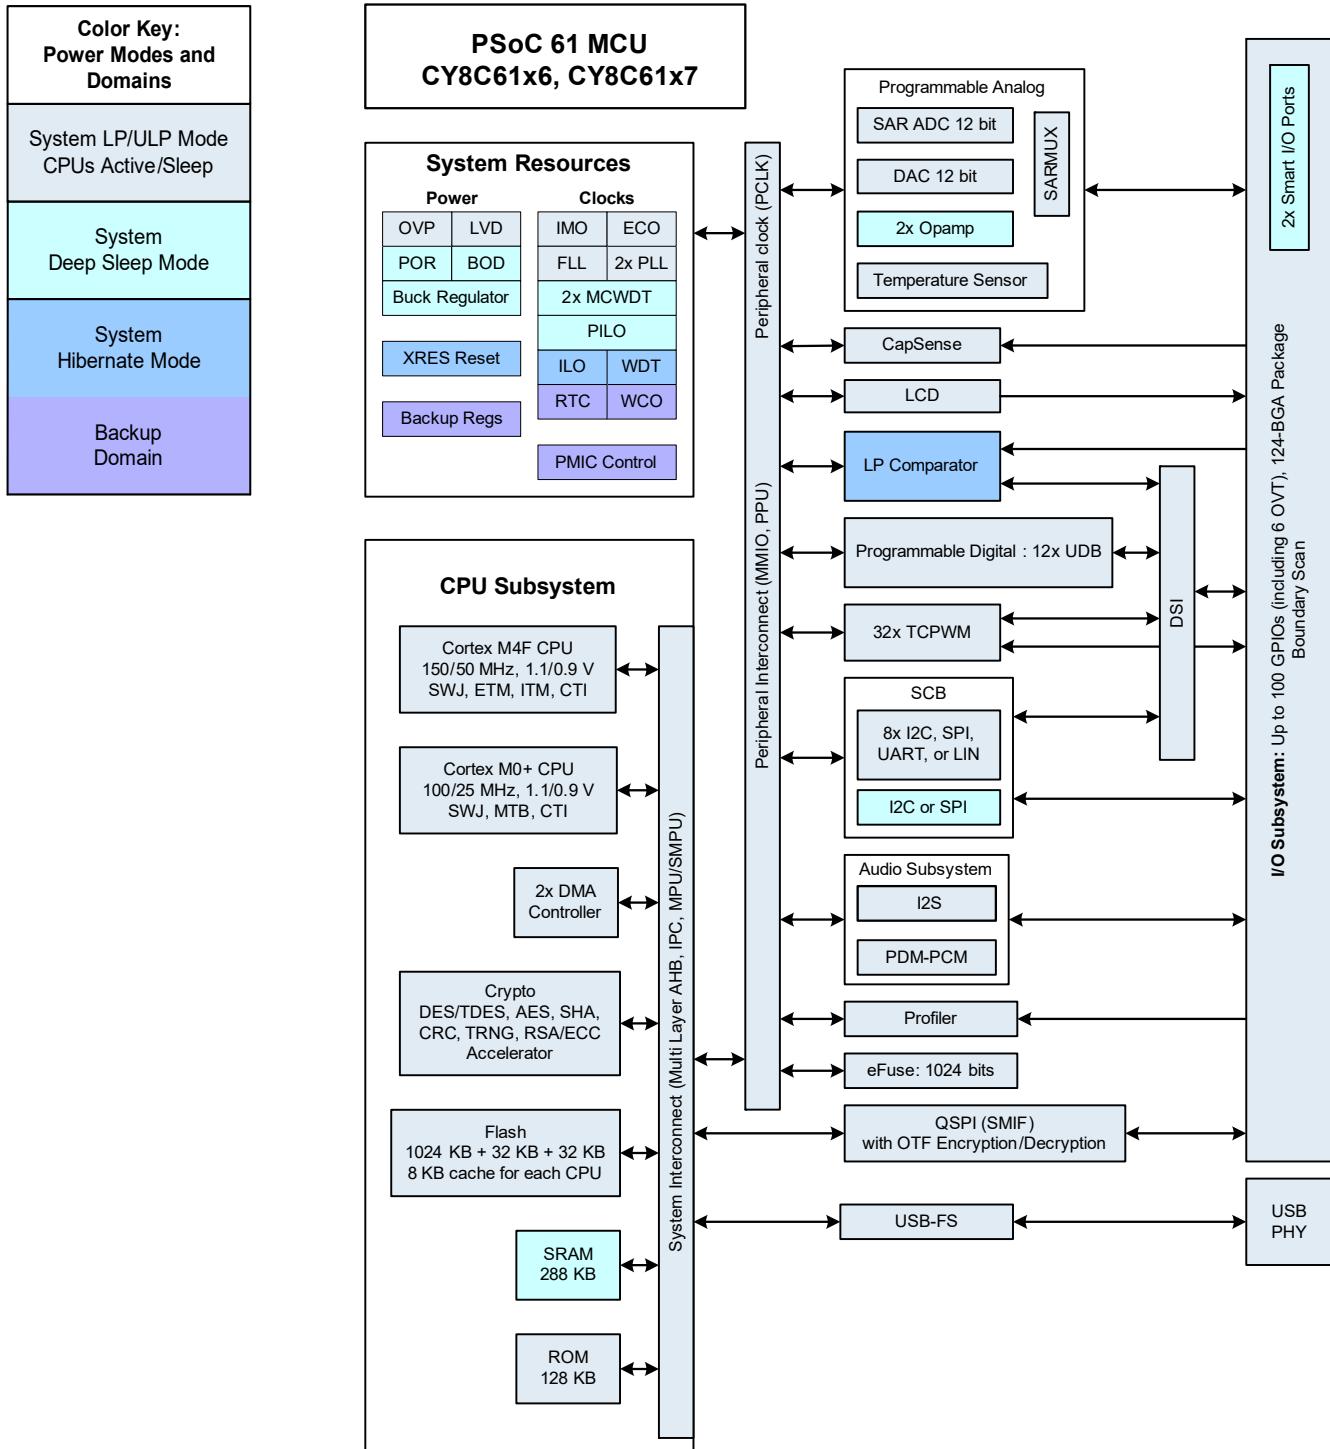 Color Key:
Power Modes and
Domains
System LP/ULP Mode
CPUs Active/Sleep
System
Deep Sleep Mode
System
Hibernate Mode
Backup
Domain
PSoC 61 MCU
CY8C61x6, CY8C61x7
System Resources
Power
Clocks
OVP
LVD
POR
BOD
Buck Regulator
XRES Reset
Backup Regs
IMO
ECO
FLL
2x PLL
2x MCWDT
PILO
ILO
WDT
RTC
WCO
PMIC Control
CPU Subsystem
Cortex M4F CPU
150/50 MHz, 1.1/0.9 V
SWJ, ETM, ITM, CTI
Cortex M0+ CPU
100/25 MHz, 1.1/0.9 V
SWJ, MTB, CTI
2x DMA
Controller
Crypto
DES/TDES, AES, SHA,
CRC, TRNG, RSA/ECC
Accelerator
Flash
1024 KB + 32 KB + 32 KB
8 KB cache for each CPU
SRAM
288 KB
ROM
128 KB
System Interconnect (Multi Layer AHB, IPC, MPU/SMPU)
Peripheral clock (PCLK)
Peripheral Interconnect (MMIO, PPU)
Programmable Analog
SAR ADC 12 bit
DAC 12 bit
2x Opamp
Temperature Sensor
SARMUX
CapSense
LCD
LP Comparator
Programmable Digital : 12x UDB
32x TCPWM
DSI
SCB
8x I2C, SPI,
UART, or LIN
I2C or SPI
Audio Subsystem
I2S
PDM-PCM
Profiler
eFuse: 1024 bits
QSPI (SMIF)
with OTF Encryption/Decryption
USB-FS
2x Smart I/O Ports
I/O Subsystem: Up to 100 GPIOs (including 6 OVT), 124-BGA Package
Boundary Scan
USB
PHY